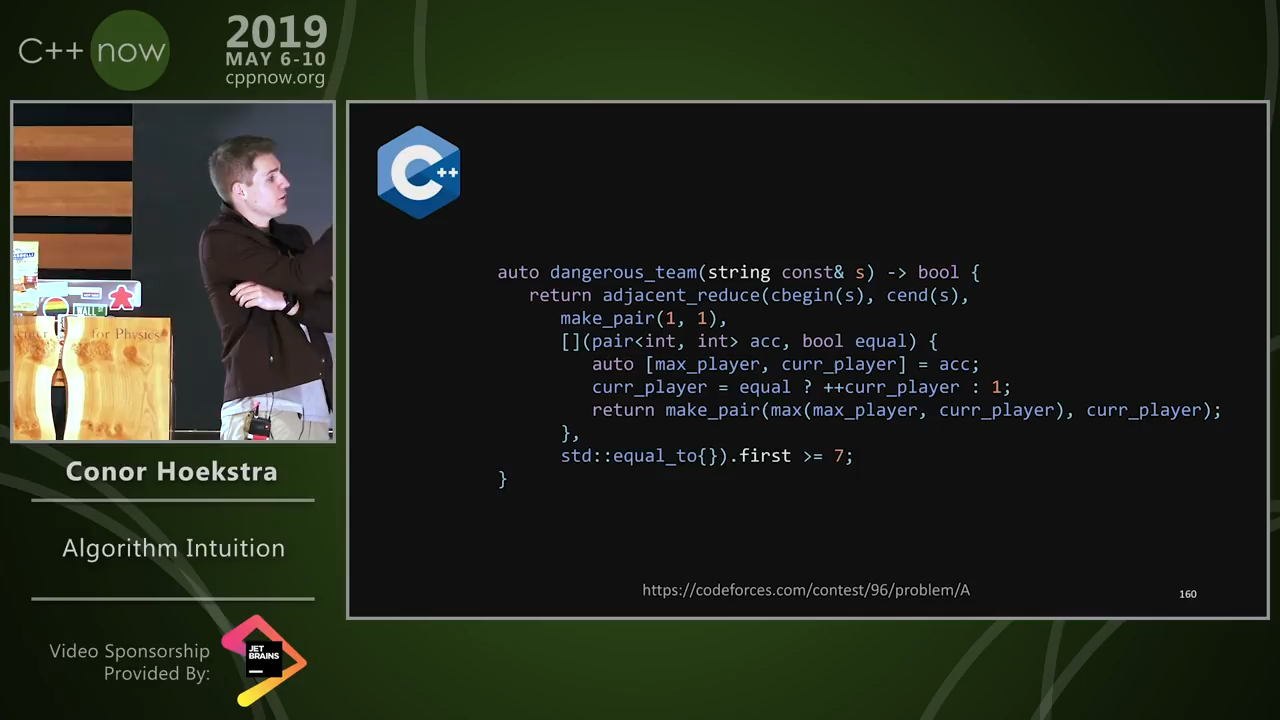 C++ now
2019
MAY 6-10
cppnow.org
for Physics
Conor Hoekstra
Algorithm Intuition
Video Sponsorship
Provided By:
JET
BRAINS
C++
auto dangerous_team(string const& s) -> bool {
return adjacent_reduce(cbegin(s), cend(s),
make_pair(1, 1),
[](pair<int, int> acc, bool equal) {
auto [max_player, curr_player] = acc;
curr_player = equal ? ++curr_player : 1;
return make_pair(max(max_player, curr_player), curr_player);
},
std::equal_to{}).first >= 7;
}
https://codeforces.com/contest/96/problem/A
160